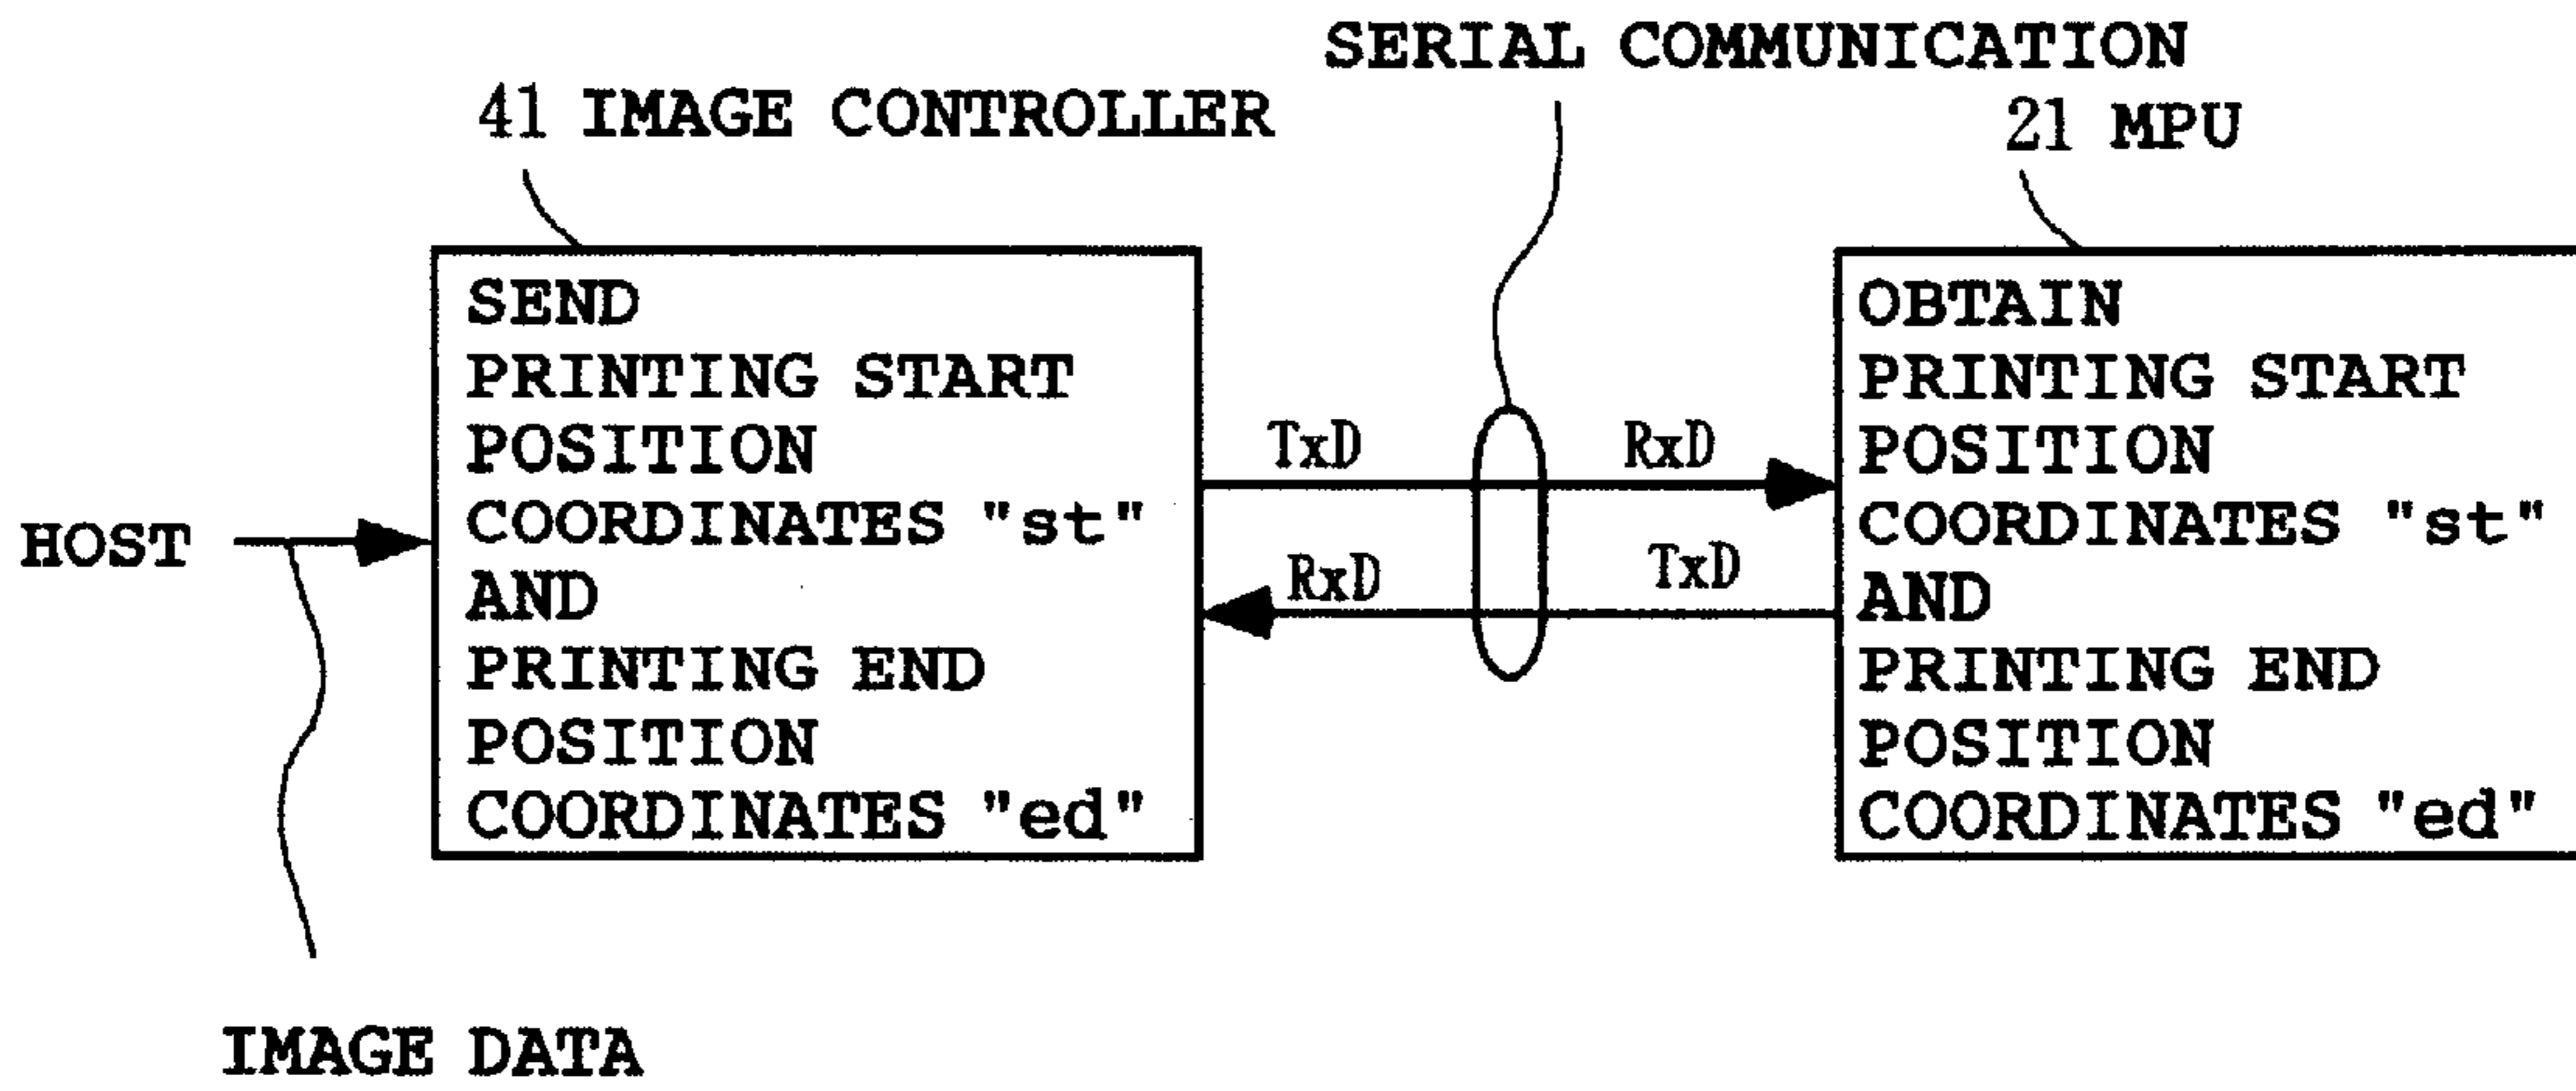 SERIAL COMMUNICATION
41 IMAGE CONTROLLER
21 MPU
HOST
SEND
PRINTING START
POSITION
COORDINATES "st"
AND
PRINTING END
POSITION
COORDINATES "ed"
TxD
RxD
RxD
TxD
OBTAIN
PRINTING START
POSITION
COORDINATES "st"
AND
PRINTING END
POSITION
COORDINATES "ed"
IMAGE DATA